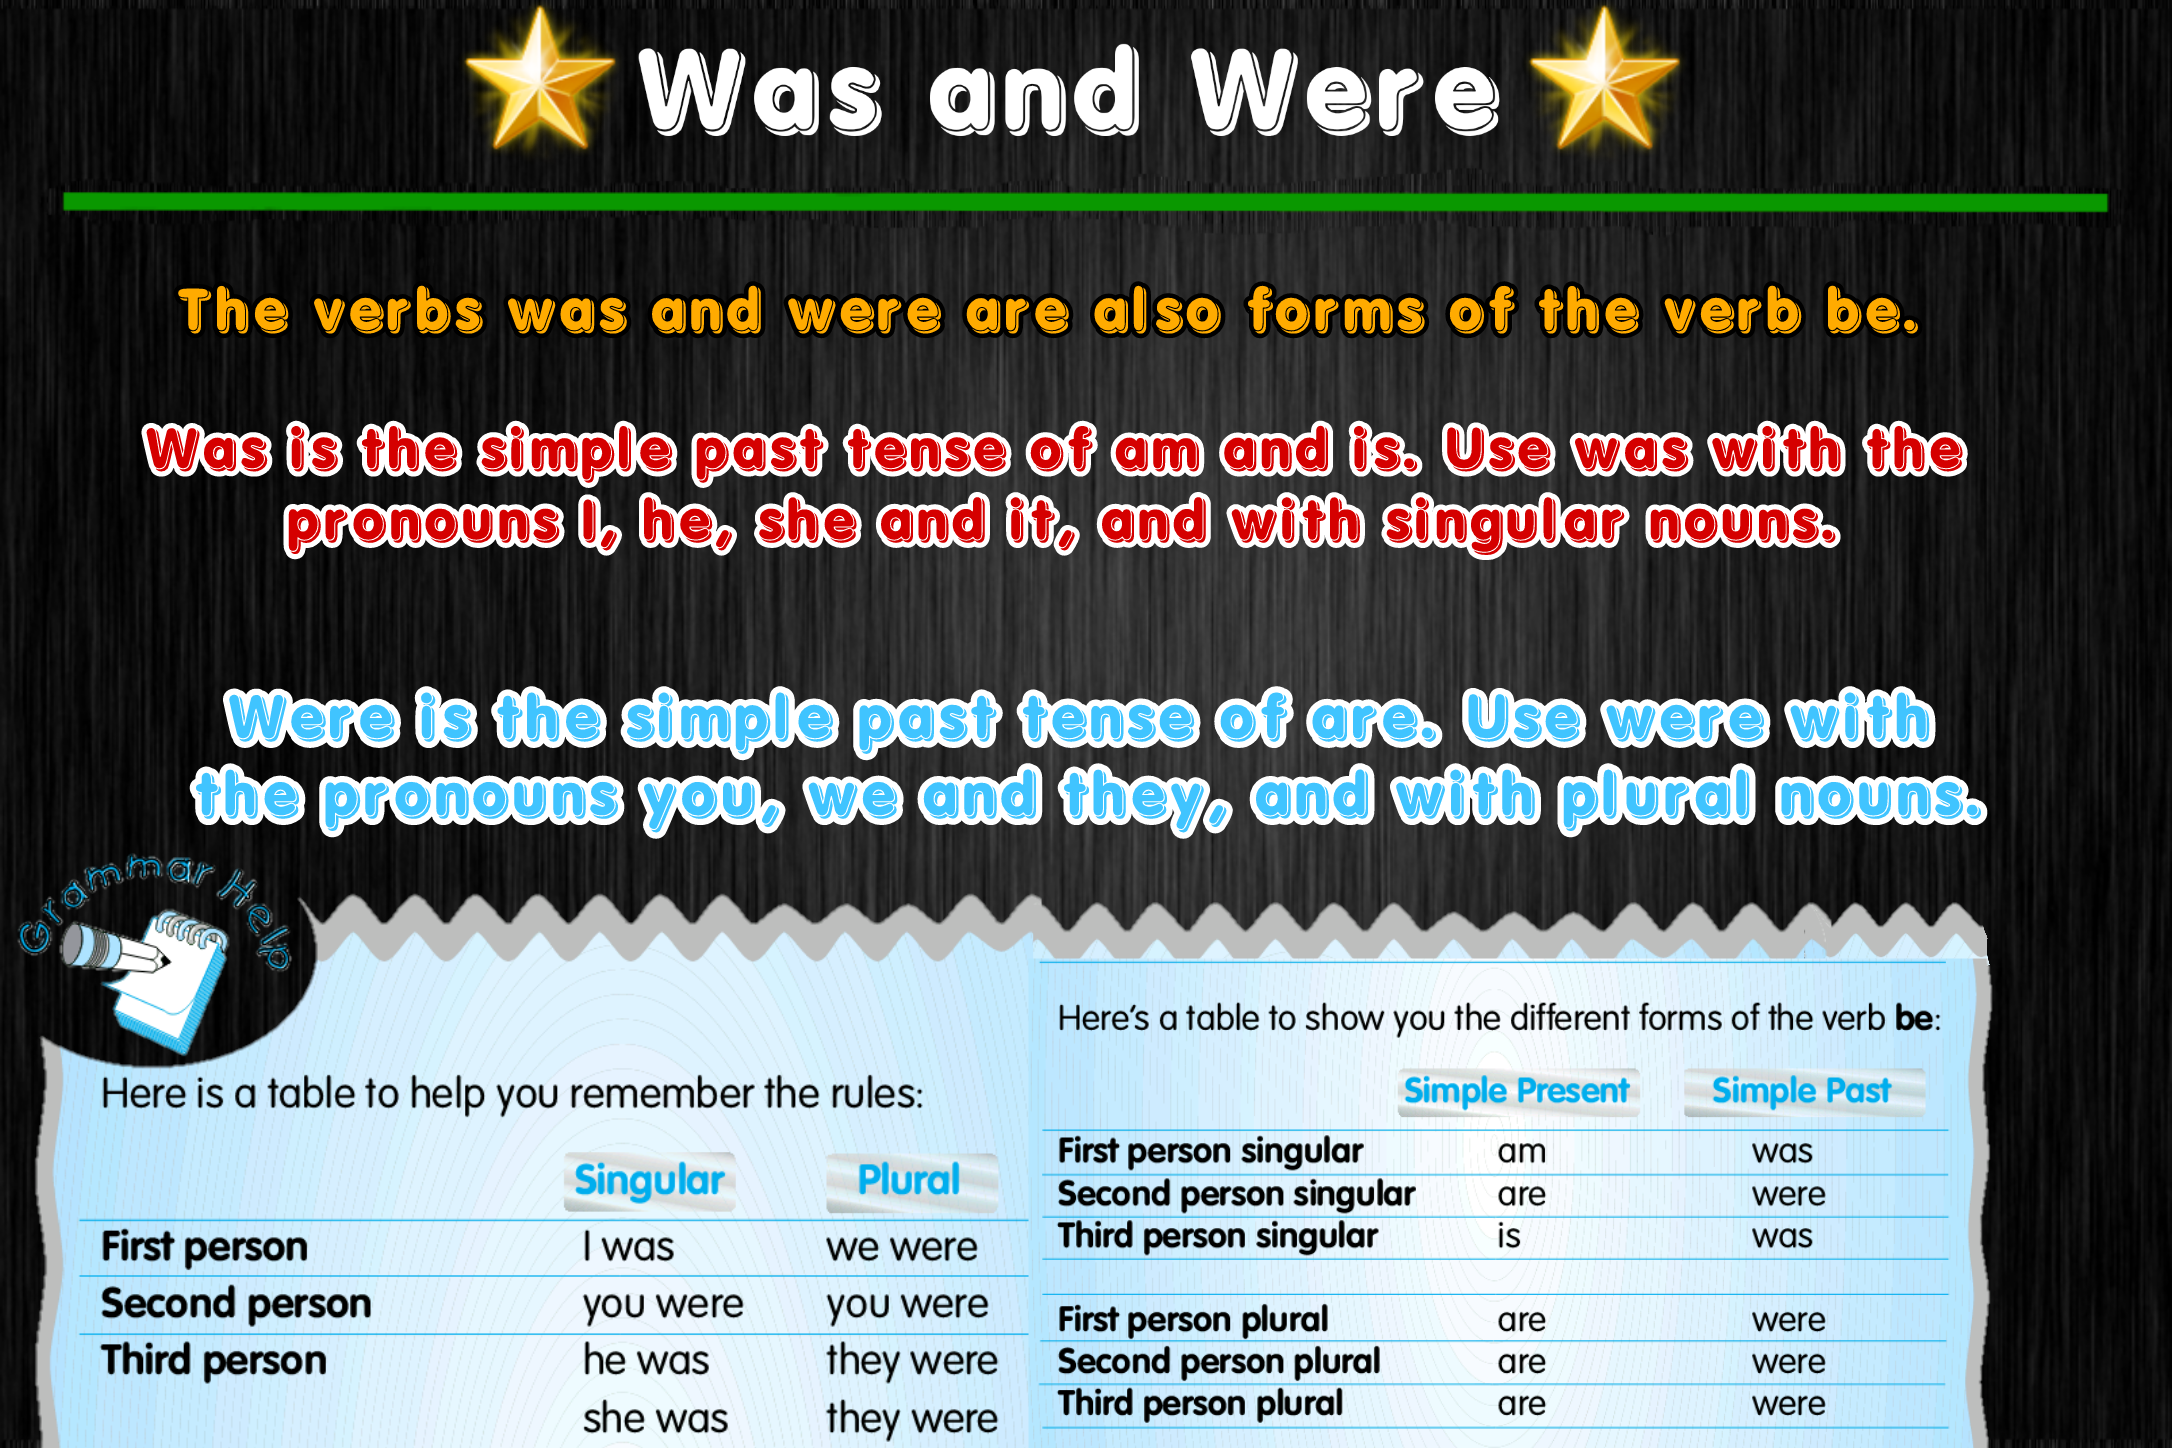 Was and Were
The verbs was and were are also forms of the verb be.
Was is the simple past tense of am and is. Use was with the
pronouns I, he, she and it, and with singular nouns.
Were is the simple past tense of are. Use were with
the pronouns you, we and they, and with plural nouns.
Grammar Help
Here is a table to help you remember the rules:
Singular Plural
First person I was we were
Second person you were you were
Third person he was they were
she was they were
Here's a table to show you the different forms of the verb be:
Simple Present Simple Past
First person singular am was
Second person singular are were
Third person singular is was
First person plural are were
Second person plural are were
Third person plural are were